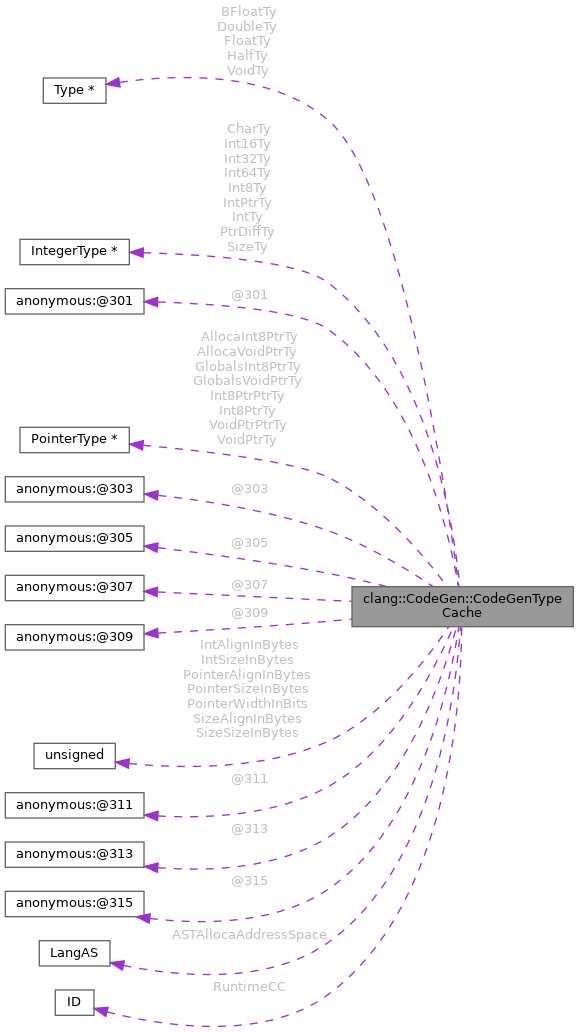 BFloatTy
DoubleTy
FloatTy
HalfTy
VoidTy
Type *
CharTy
Int16Ty
Int32Ty
Int64Ty
Int8Ty
IntPtrTy
IntTy
PtrDiffTy
SizeTy
IntegerType *
@301
anonymous:@301
AllocaInt8PtrTy
AllocaVoidPtrTy
GlobalsInt8PtrTy
GlobalsVoidPtrTy
Int8PtrPtrTy
Int8PtrTy
VoidPtrPtrTy
VoidPtrTy
PointerType *
@303
anonymous:@303
@305
anonymous:@305
@307
anonymous:@307
clang::CodeGen::CodeGenType
Cache
@309
anonymous:@309
IntAlignInBytes
IntSizeInBytes
PointerAlignInBytes
PointerSizeInBytes
PointerWidthInBits
SizeAlignInBytes
SizeSizeInBytes
unsigned
@311
anonymous:@311
@313
anonymous:@313
@315
anonymous:@315
ASTAllocaAddressSpace
LangAS
RuntimeCC
ID